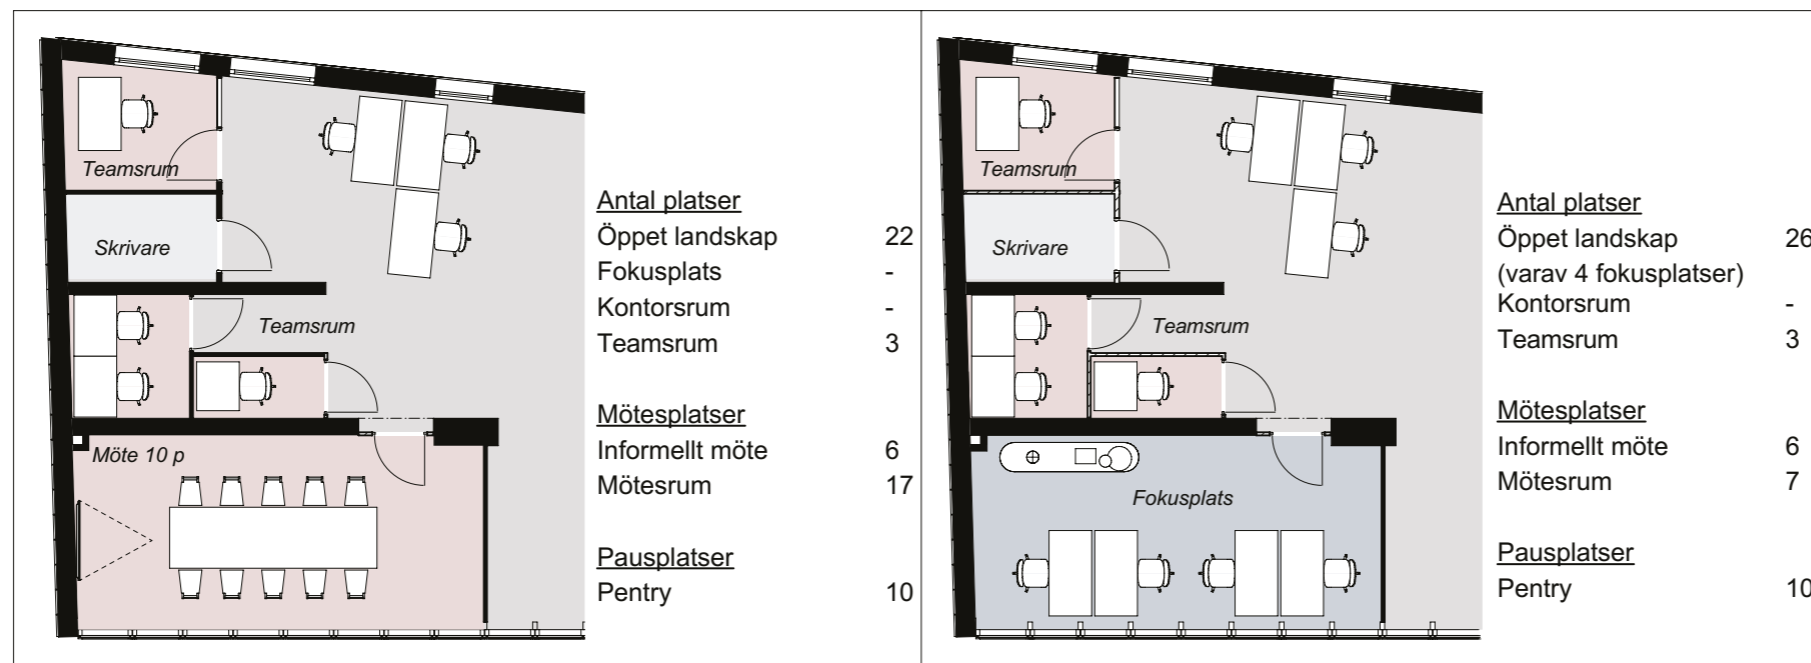 Teamsrum
Skrivare
Teamsrum
Möte 10 p
Antal platser
Öppet landskap 22
Fokusplats -
Kontorsrum -
Teamsrum 3
Mötesplatser
Informellt möte 6
Mötesrum 17
Pausplatser
Pentry 10
Teamsrum
Skrivare
Teamsrum
Fokusplats
Antal platser
Öppet landskap 26
(varav 4 fokusplatser)
Kontorsrum -
Teamsrum 3
Mötesplatser
Informellt möte 6
Mötesrum 7
Pausplatser
Pentry 10